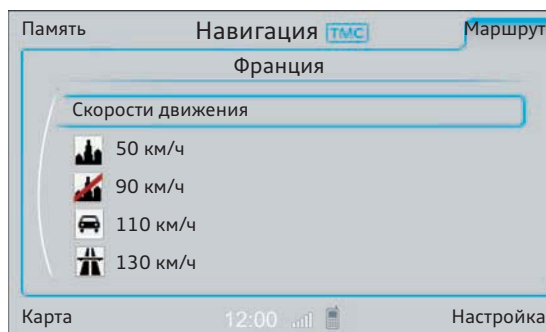 Память Навигация TMC Маршрут
Франция
Скорости движения
50 км/ч
90 км/ч
110 км/ч
130 км/ч
Карта 12:00 Настройка